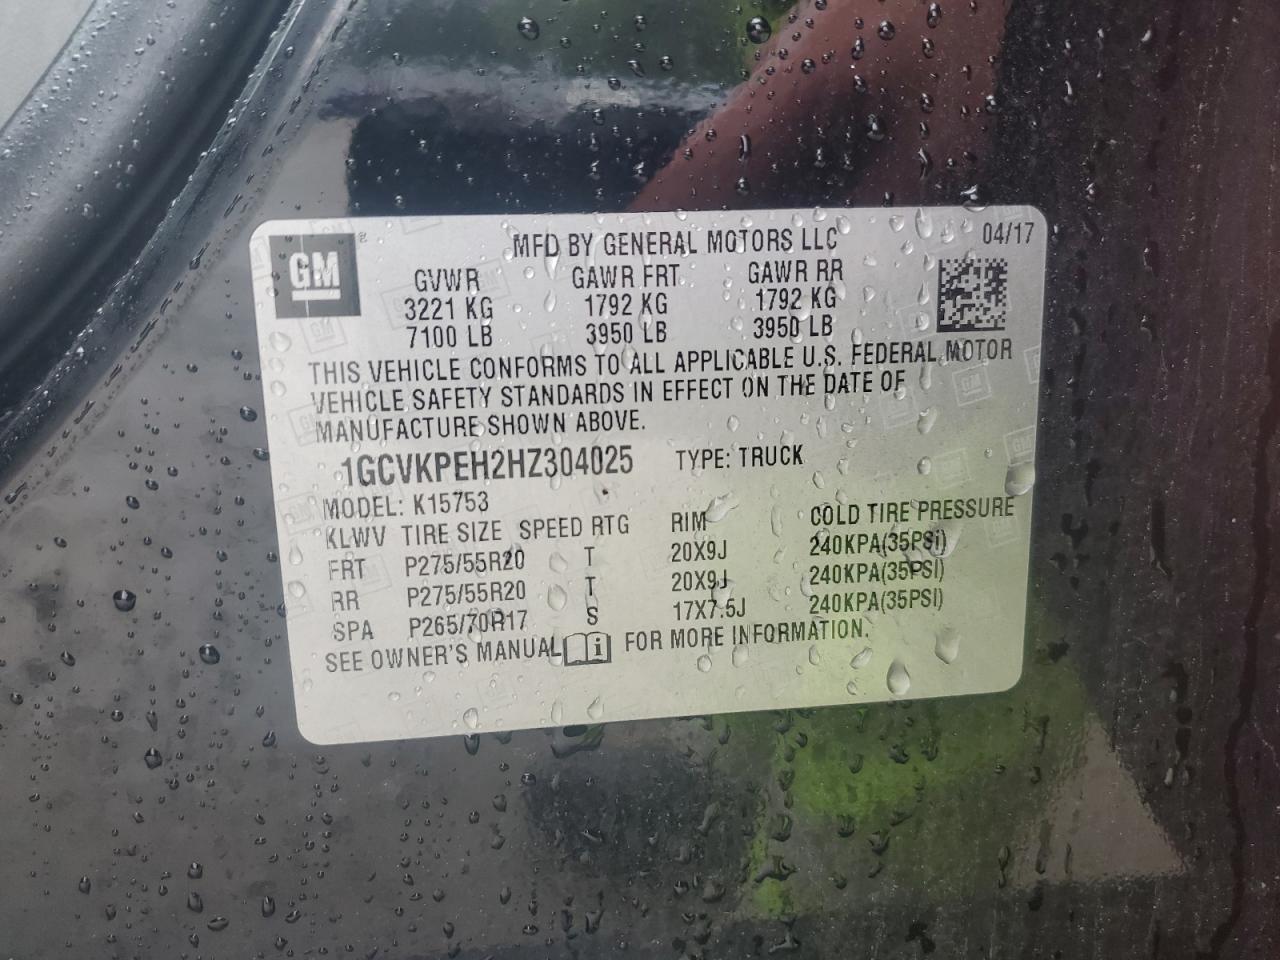 GM
MFD BY GENERAL MOTORS LLC 04/17
GVWR GAWR FRT GAWR RR
3221 KG 1792 KG 1792 KG
7100 LB 3950 LB 3950 LB
THIS VEHICLE CONFORMS TO ALL APPLICABLE U.S. FEDERAL MOTOR
VEHICLE SAFETY STANDARDS IN EFFECT ON THE DATE OF
MANUFACTURE SHOWN ABOVE.
1GCVKPEH2HZ304025 TYPE: TRUCK
MODEL: K15753
KLWV TIRE SIZE SPEED RTG RIM COLD TIRE PRESSURE
FRT P275/55R20 T 20X9J 240KPA(35PSI)
RR P275/55R20 T 20X9J 240KPA(35PSI)
SPA P265/70R17 S 17X7.5J 240KPA(35PSI)
SEE OWNER'S MANUAL i FOR MORE INFORMATION.